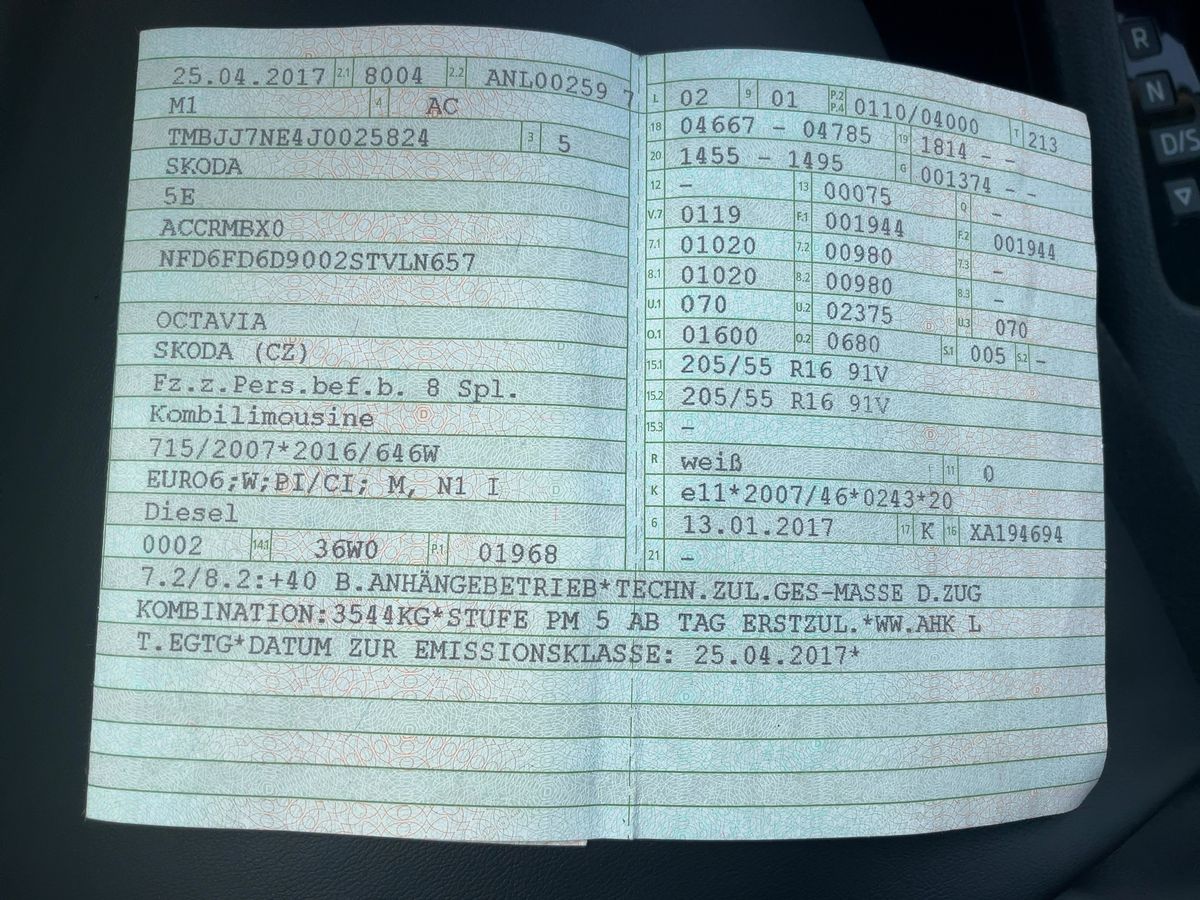 25.04.2017 2.1 8004 2.2 ANL00259 7
M1 4 AC
TMBJJ7NE4J0025824 3 5
SKODA
5E
ACCRMBX0
NFD6FD6D9002STVLN657
OCTAVIA
SKODA (CZ)
Fz.z.Pers.bef.b. 8 Spl.
Kombilimousine
715/2007*2016/646W
EURO6;W;PI/CI; M, N1 I
Diesel
0002 14.1 36W0 P.1 01968
L 02 9 01 P.2 P.4 0110/04000 T 213
18 04667 - 04785 19 1814 - -
20 1455 - 1495 G 001374 - -
12 - 13 00075 Q -
V.7 0119 F.1 001944 F.2 001944
7.1 01020 7.2 00980 7.3 -
8.1 01020 8.2 00980 8.3 -
U.1 070 U.2 02375 U.3 070
O.1 01600 O.2 0680 S.1 005 S.2 -
15.1 205/55 R16 91V
15.2 205/55 R16 91V
15.3 -
R weiß 11 0
K e11*2007/46*0243*20
6 13.01.2017 17 K 16 XA194694
21 -
7.2/8.2:+40 B.ANHÄNGEBETRIEB*TECHN.ZUL.GES-MASSE D.ZUG
KOMBINATION:3544KG*STUFE PM 5 AB TAG ERSTZUL.*WW.AHK L
T.EGTG*DATUM ZUR EMISSIONSKLASSE: 25.04.2017*
R
N
D/S